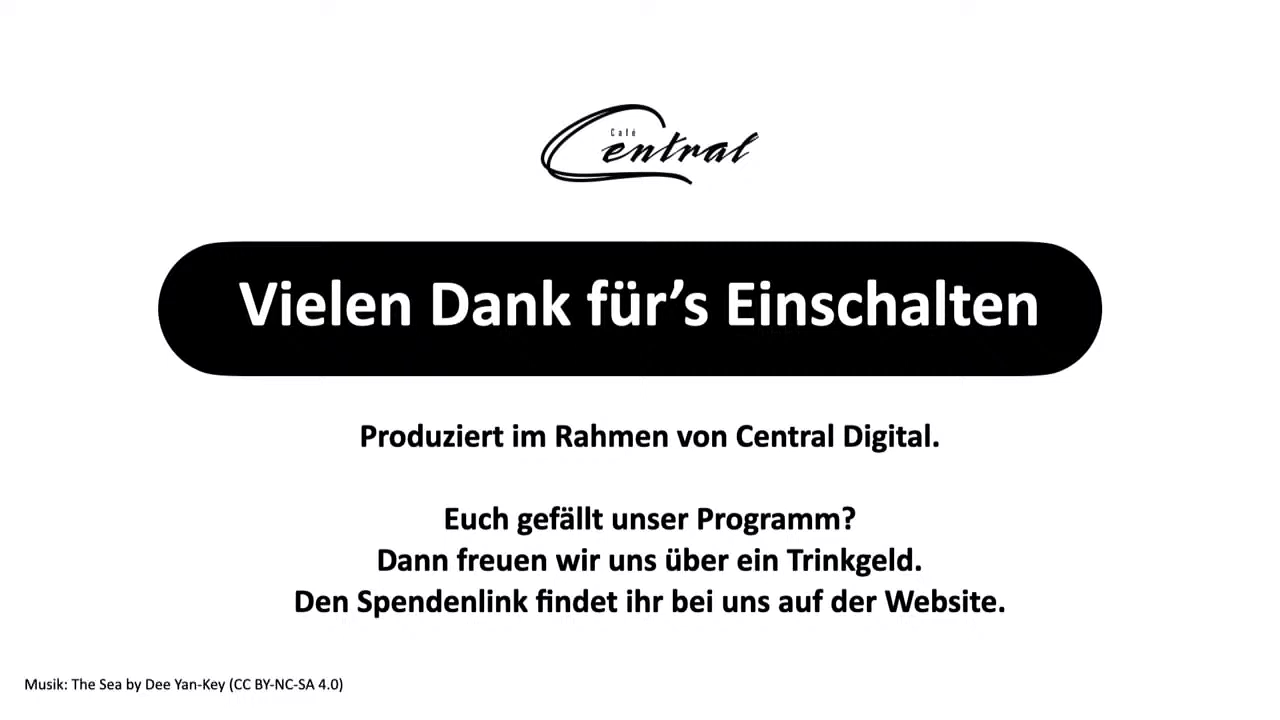 Café
Central
Vielen Dank für’s Einschalten
Produziert im Rahmen von Central Digital.
Euch gefällt unser Programm?
Dann freuen wir uns über ein Trinkgeld.
Den Spendenlink findet ihr bei uns auf der Website.
Musik: The Sea by Dee Yan-Key (CC BY-NC-SA 4.0)